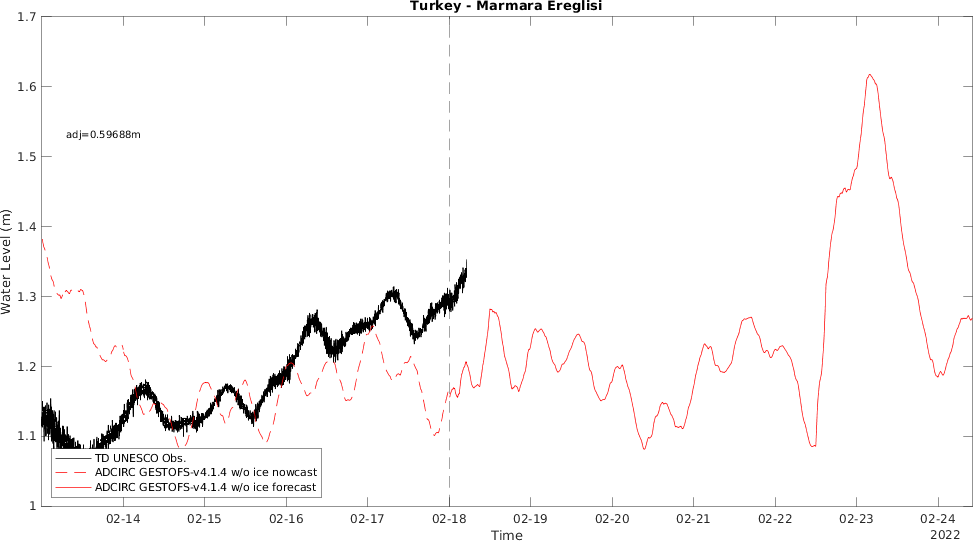 Turkey - Marmara Ereglisi
1.7
1.6
1.5
1.4
1.3
1.2
1.1
1
Water Level (m)
adj=0.59688m
TD UNESCO Obs.
ADCIRC GESTOFS-v4.1.4 w/o ice nowcast
ADCIRC GESTOFS-v4.1.4 w/o ice forecast
02-14 02-15 02-16 02-17 02-18 02-19 02-20 02-21 02-22 02-23 02-24
Time
2022